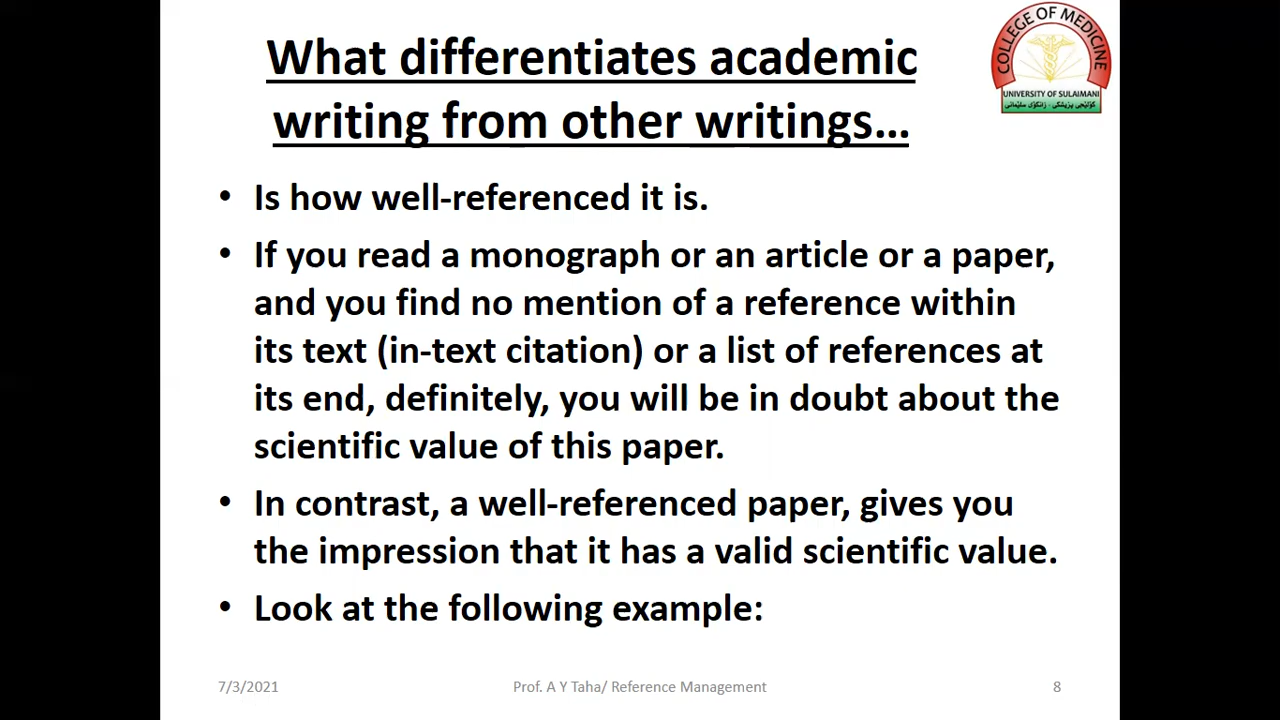 What differentiates academic
writing from other writings...
COLLEGE OF MEDICINE
UNIVERSITY OF SULAIMANI
كۆلێجی پزیشکی - زانکۆی سلێمانی
• Is how well-referenced it is.
• If you read a monograph or an article or a paper,
and you find no mention of a reference within
its text (in-text citation) or a list of references at
its end, definitely, you will be in doubt about the
scientific value of this paper.
• In contrast, a well-referenced paper, gives you
the impression that it has a valid scientific value.
• Look at the following example:
7/3/2021
Prof. A Y Taha/ Reference Management
8